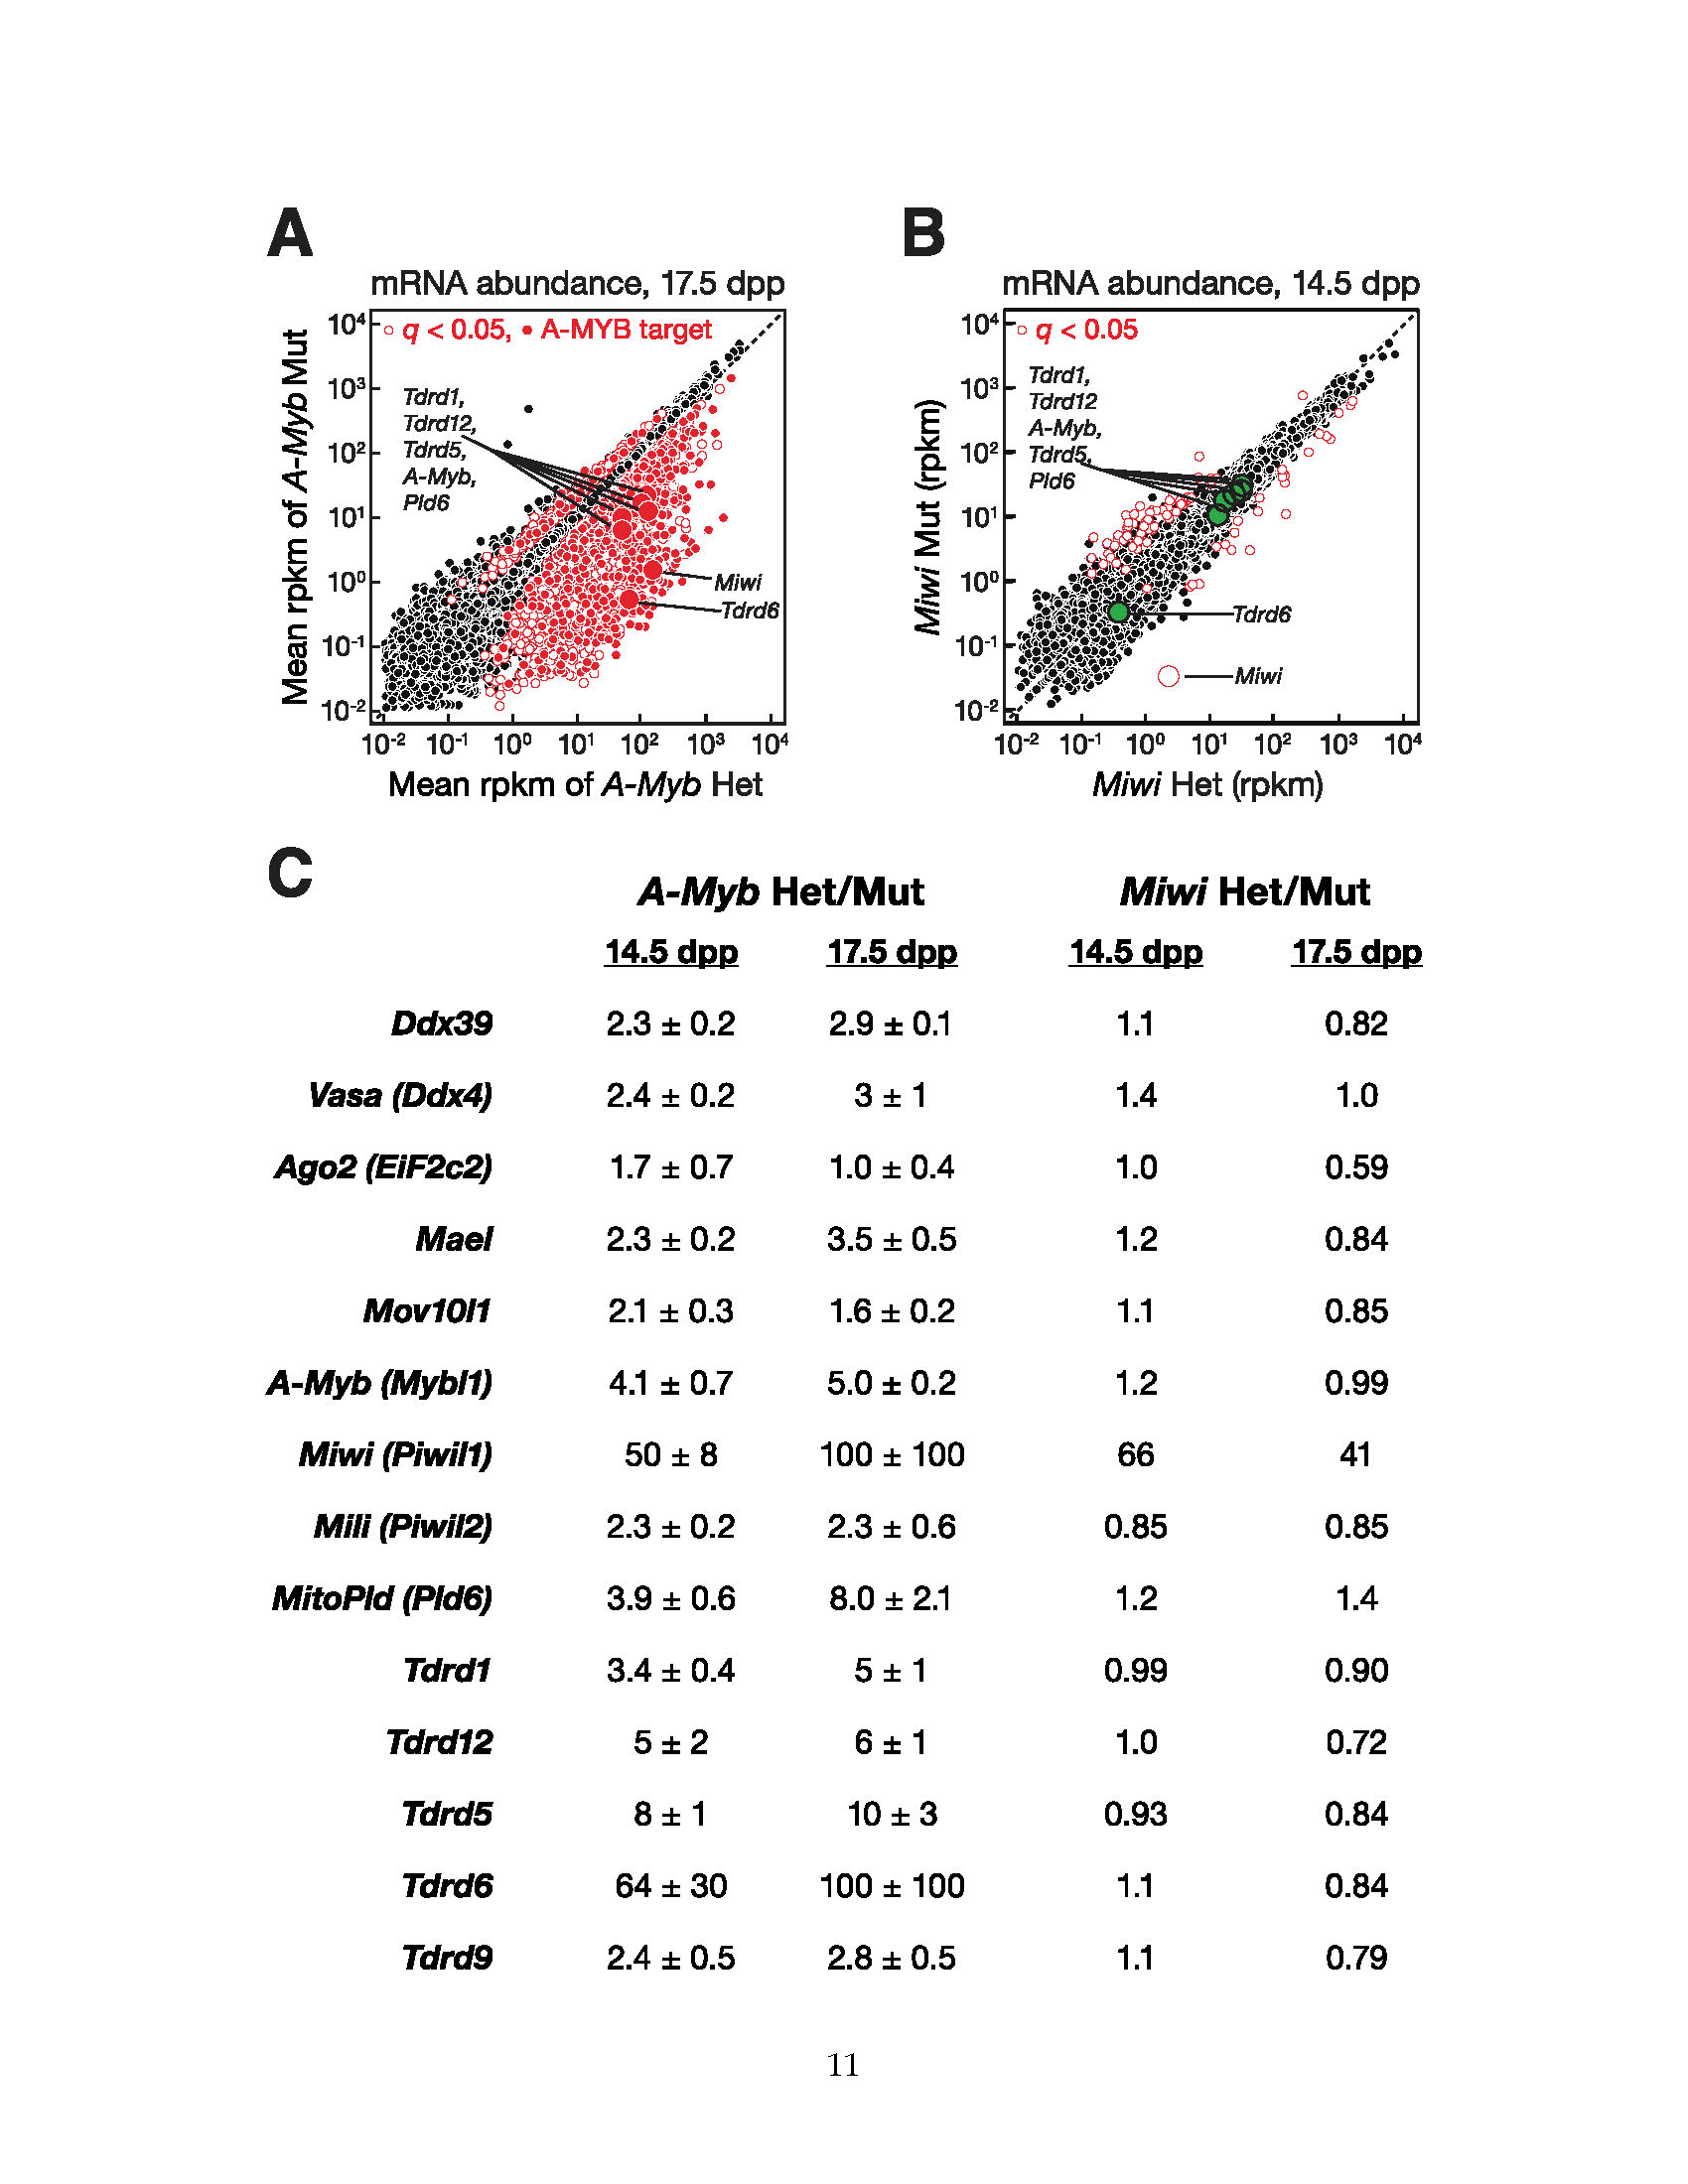 A
mRNA abundance, 17.5 dpp
q < 0.05, A-MYB target
Mean rpkm of A-Myb Mut
10⁴
10³
10²
10¹
10⁰
10⁻¹
10⁻²
Tdrd1,
Tdrd12,
Tdrd5,
A-Myb,
Pld6
Miwi
Tdrd6
10⁻² 10⁻¹ 10⁰ 10¹ 10² 10³ 10⁴
Mean rpkm of A-Myb Het
B
mRNA abundance, 14.5 dpp
q < 0.05
Miwi Mut (rpkm)
10⁴
10³
10²
10¹
10⁰
10⁻¹
10⁻²
Tdrd1,
Tdrd12
A-Myb,
Tdrd5,
Pld6
Tdrd6
Miwi
10⁻² 10⁻¹ 10⁰ 10¹ 10² 10³ 10⁴
Miwi Het (rpkm)
C
A-Myb Het/Mut Miwi Het/Mut
14.5 dpp 17.5 dpp 14.5 dpp 17.5 dpp
Ddx39 2.3 ± 0.2 2.9 ± 0.1 1.1 0.82
Vasa (Ddx4) 2.4 ± 0.2 3 ± 1 1.4 1.0
Ago2 (EiF2c2) 1.7 ± 0.7 1.0 ± 0.4 1.0 0.59
Mael 2.3 ± 0.2 3.5 ± 0.5 1.2 0.84
Mov10l1 2.1 ± 0.3 1.6 ± 0.2 1.1 0.85
A-Myb (Mybl1) 4.1 ± 0.7 5.0 ± 0.2 1.2 0.99
Miwi (Piwil1) 50 ± 8 100 ± 100 66 41
Mili (Piwil2) 2.3 ± 0.2 2.3 ± 0.6 0.85 0.85
MitoPld (Pld6) 3.9 ± 0.6 8.0 ± 2.1 1.2 1.4
Tdrd1 3.4 ± 0.4 5 ± 1 0.99 0.90
Tdrd12 5 ± 2 6 ± 1 1.0 0.72
Tdrd5 8 ± 1 10 ± 3 0.93 0.84
Tdrd6 64 ± 30 100 ± 100 1.1 0.84
Tdrd9 2.4 ± 0.5 2.8 ± 0.5 1.1 0.79
11